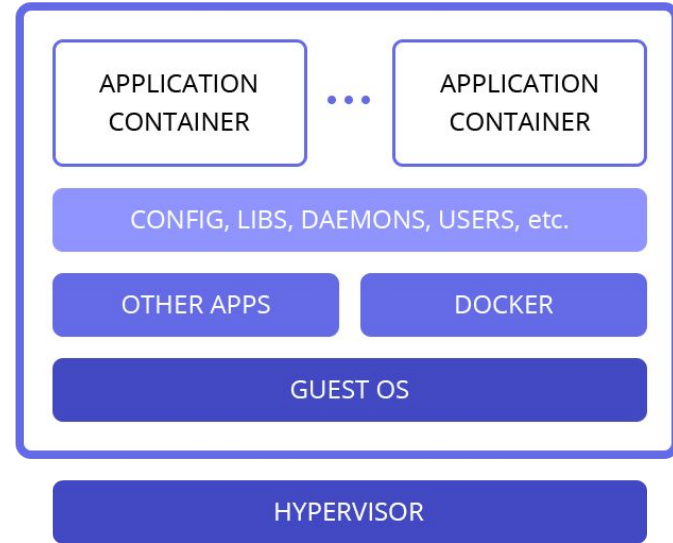 APPLICATION
CONTAINER
...
APPLICATION
CONTAINER
CONFIG, LIBS, DAEMONS, USERS, etc.
OTHER APPS
DOCKER
GUEST OS
HYPERVISOR